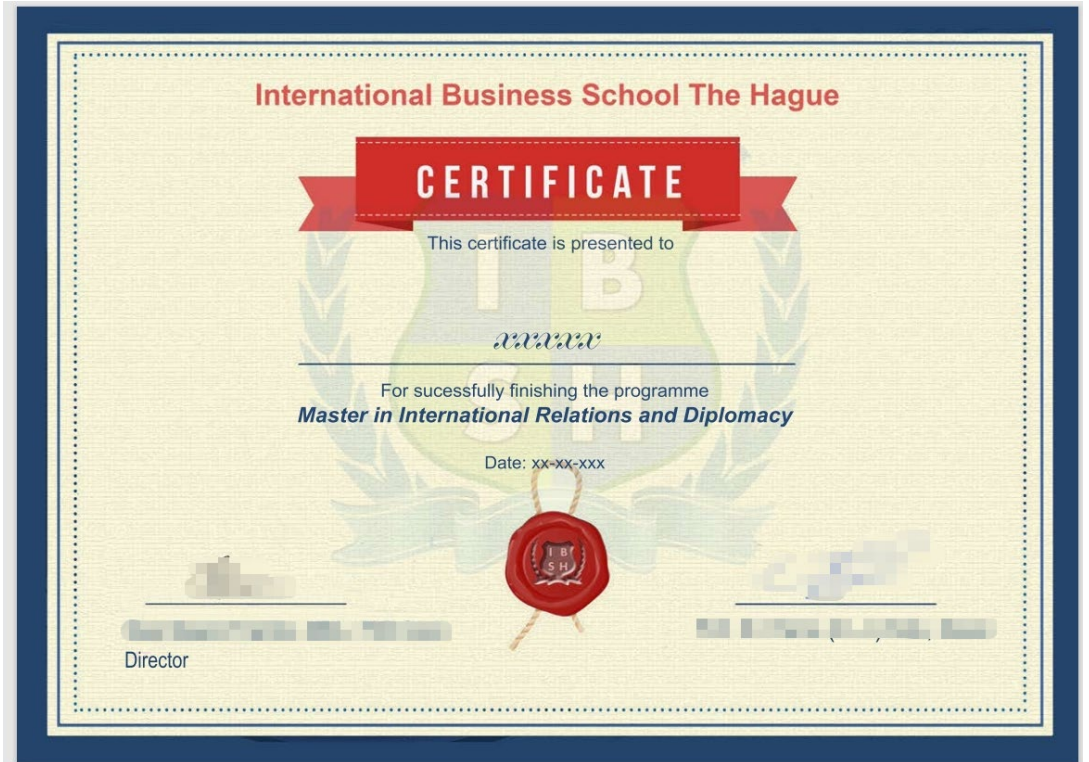 International Business School The Hague
CERTIFICATE
This certificate is presented to
I B
xxxxx
For sucessfully finishing the programme
Master in International Relations and Diplomacy
S H
Date: xx-xx-xxx
I B
S H
Director